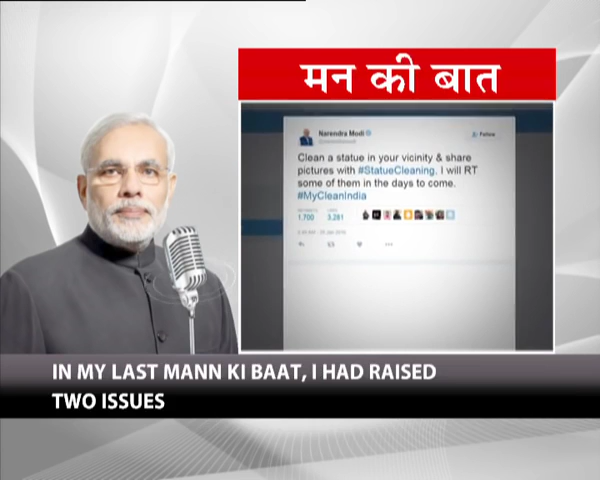 मन की बात
Narendra Modi
Follow
Clean a statue in your vicinity & share
pictures with #StatueCleaning. I will RT
some of them in the days to come.
#MyCleanIndia
1,700 3,281
IN MY LAST MANN KI BAAT, I HAD RAISED
TWO ISSUES